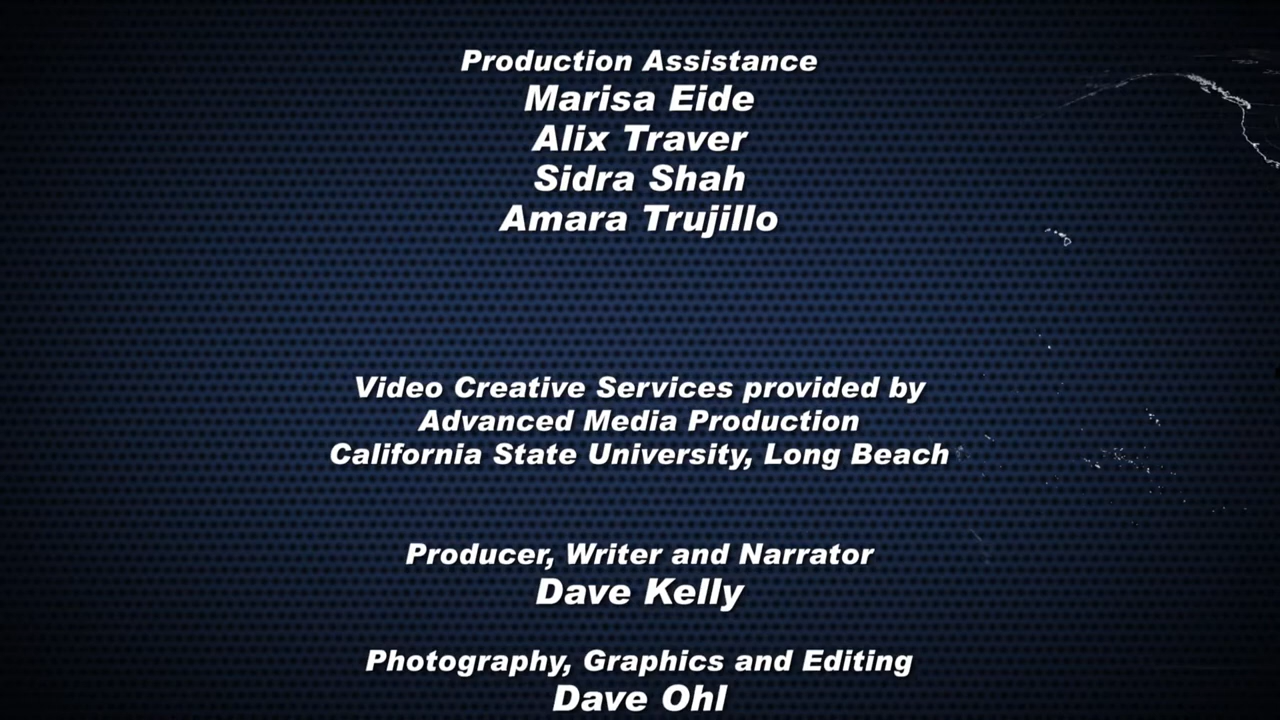 Production Assistance
Marisa Eide
Alix Traver
Sidra Shah
Amara Trujillo
Video Creative Services provided by
Advanced Media Production
California State University, Long Beach
Producer, Writer and Narrator
Dave Kelly
Photography, Graphics and Editing
Dave Ohl